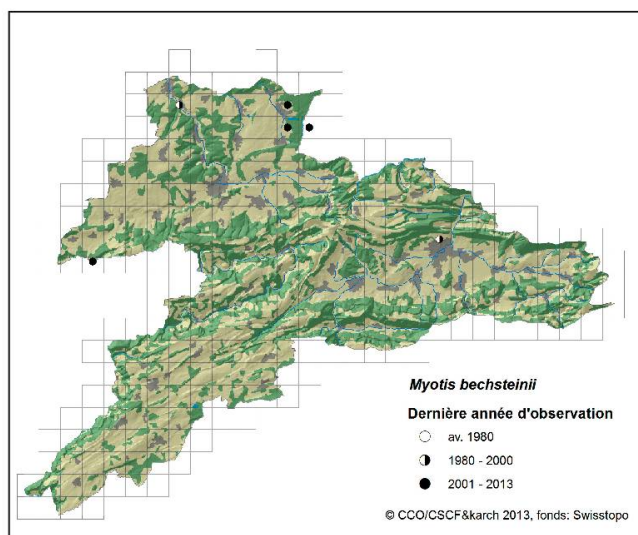 Myotis bechsteinii
Dernière année d'observation
av. 1980
1980 - 2000
2001 - 2013
© CCO/CSCF&karch 2013, fonds: Swisstopo